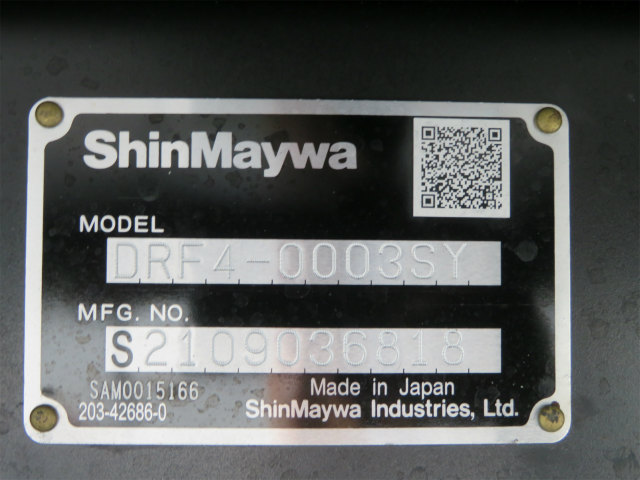 ShinMaywa
MODEL
DRF4-0003SY
MFG. NO.
S2109036818
SAM0015166
Made in Japan
203-42686-0
ShinMaywa Industries, Ltd.